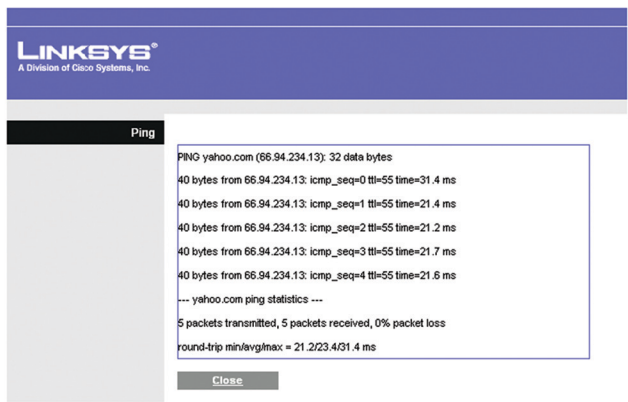 LINKSYS®
A Division of Cisco Systems, Inc.
Ping
PING yahoo.com (66.94.234.13): 32 data bytes
40 bytes from 66.94.234.13: icmp_seq=0 ttl=55 time=31.4 ms
40 bytes from 66.94.234.13: icmp_seq=1 ttl=55 time=21.4 ms
40 bytes from 66.94.234.13: icmp_seq=2 ttl=55 time=21.2 ms
40 bytes from 66.94.234.13: icmp_seq=3 ttl=55 time=21.7 ms
40 bytes from 66.94.234.13: icmp_seq=4 ttl=55 time=21.6 ms
--- yahoo.com ping statistics ---
5 packets transmitted, 5 packets received, 0% packet loss
round-trip min/avg/max = 21.2/23.4/31.4 ms
Close